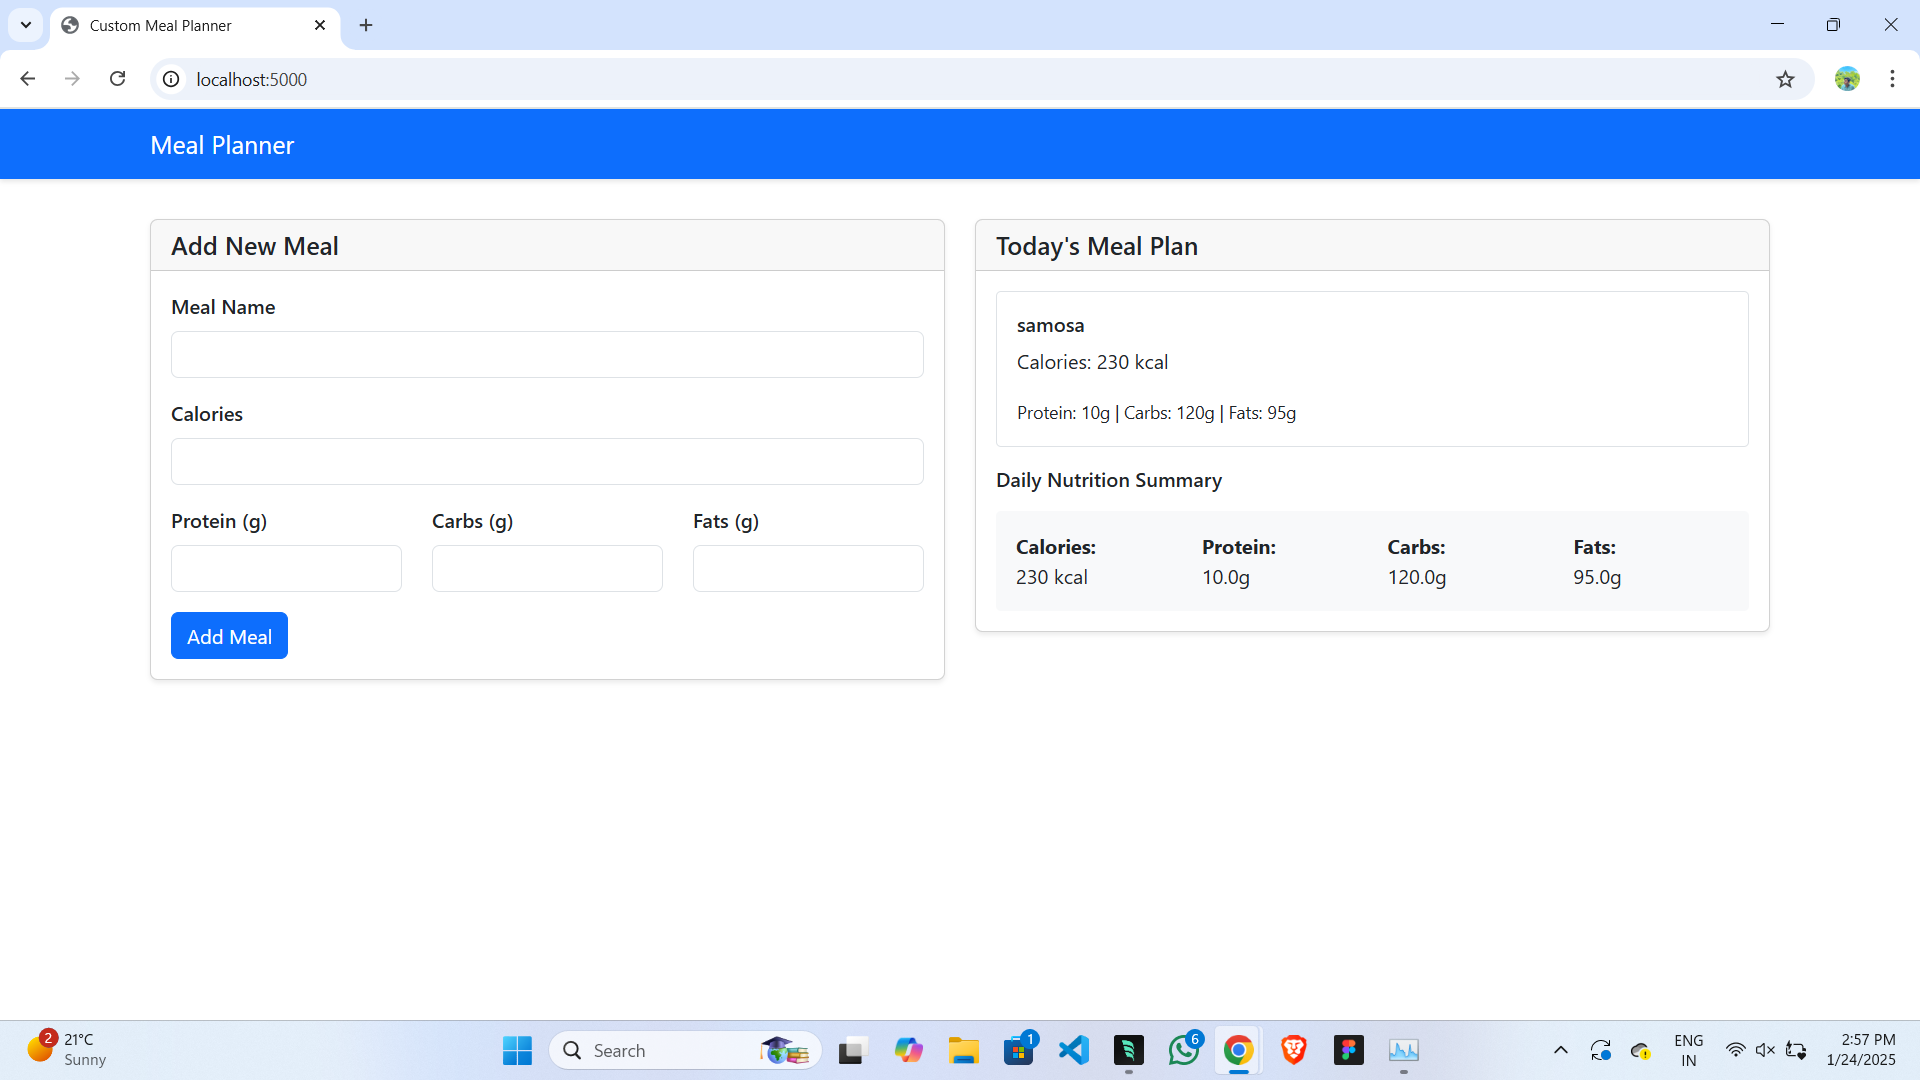 Custom Meal Planner
localhost:5000
Meal Planner
Add New Meal
Meal Name
Calories
Protein (g) Carbs (g) Fats (g)
Add Meal
Today's Meal Plan
samosa
Calories: 230 kcal
Protein: 10g | Carbs: 120g | Fats: 95g
Daily Nutrition Summary
Calories: Protein: Carbs: Fats:
230 kcal 10.0g 120.0g 95.0g
2
21°C
Sunny
Search
1
6
ENG
IN
2:57 PM
1/24/2025